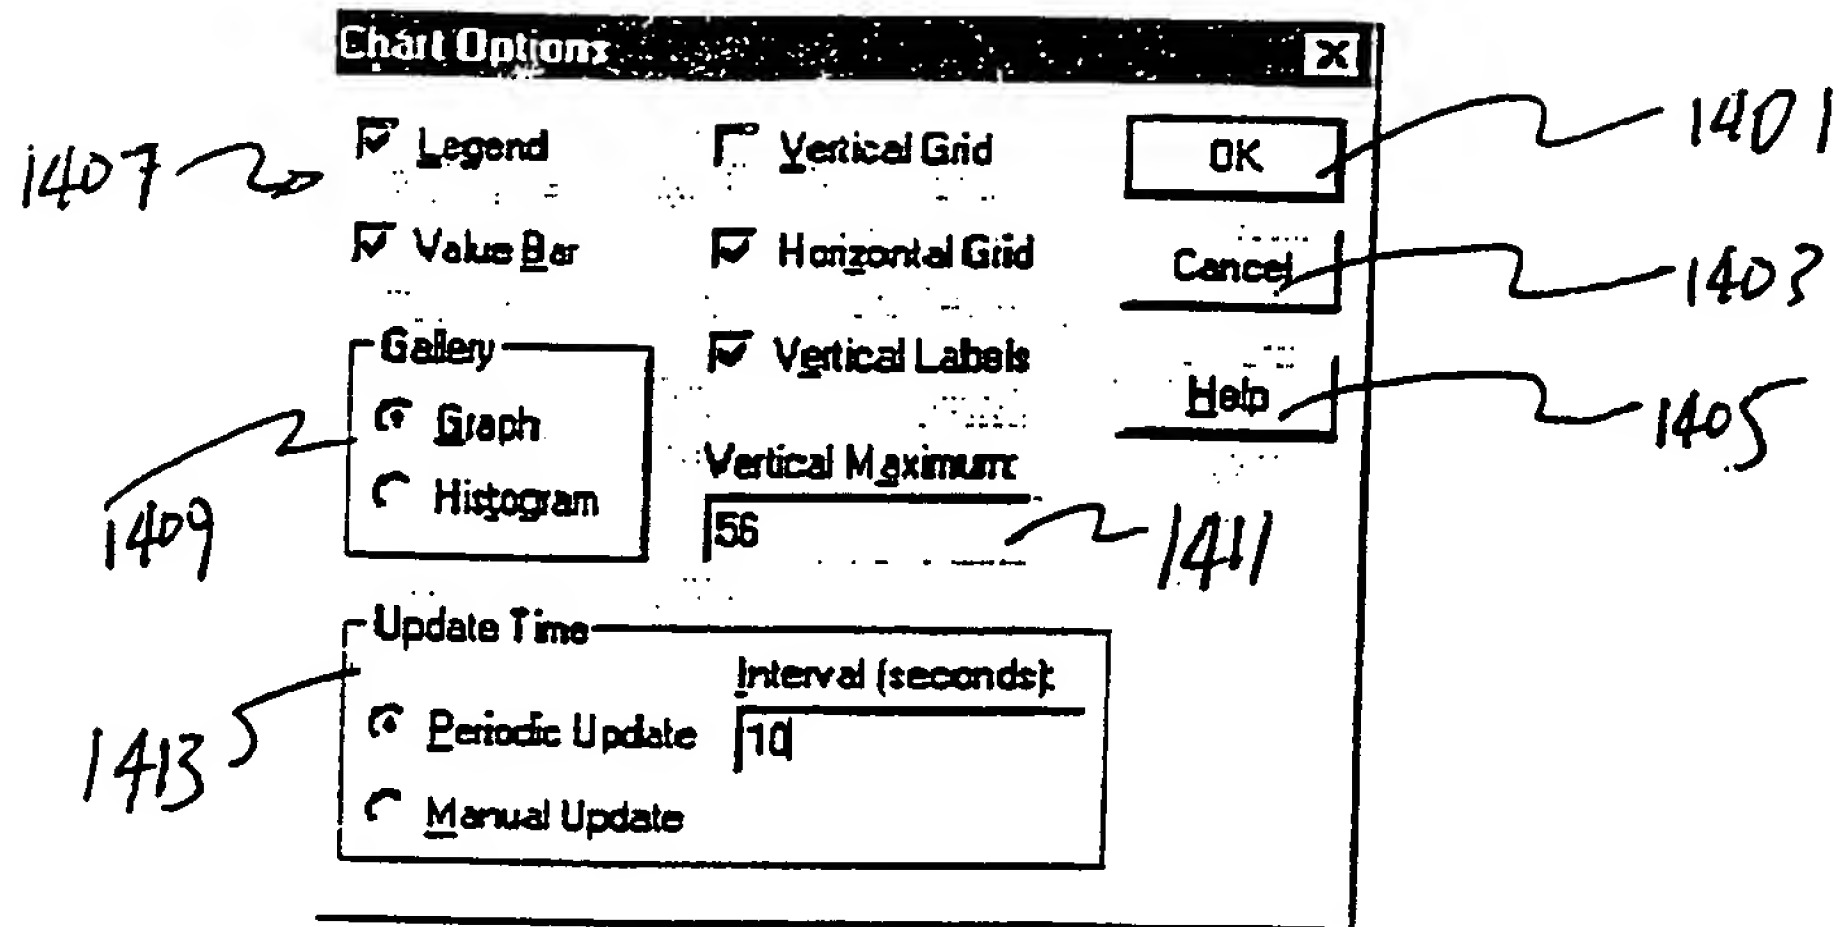 Chart Options
1407
Legend
Vertical Grid
OK
1401
Value Bar
Horizontal Grid
Cancel
1403
Gallery
Vertical Labels
Graph
Help
1405
Histogram
1409
Vertical Maximum:
56
1411
Update Time
Interval (seconds):
Periodic Update
10
1413
Manual Update